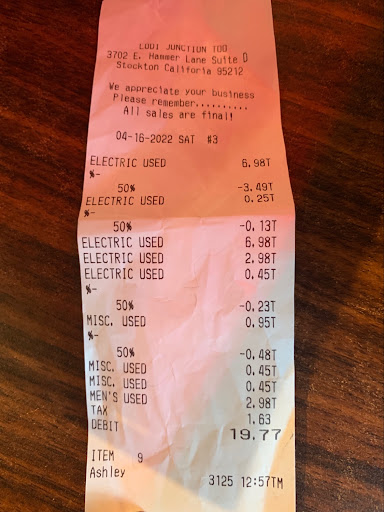 LODI JUNCTION TOO
3702 E. Hammer Lane Suite D
Stockton Califoria 95212
We appreciate your business
Please remember..........
All sales are final!
04-16-2022 SAT #3
ELECTRIC USED 6.98T
%-
50% -3.49T
ELECTRIC USED 0.25T
%-
50% -0.13T
ELECTRIC USED 6.98T
ELECTRIC USED 2.98T
ELECTRIC USED 0.45T
%-
50% -0.23T
MISC. USED 0.95T
%-
50% -0.48T
MISC. USED 0.45T
MISC. USED 0.45T
MEN'S USED 2.98T
TAX 1.63
DEBIT 19.77
ITEM 9
Ashley 3125 12:57TM